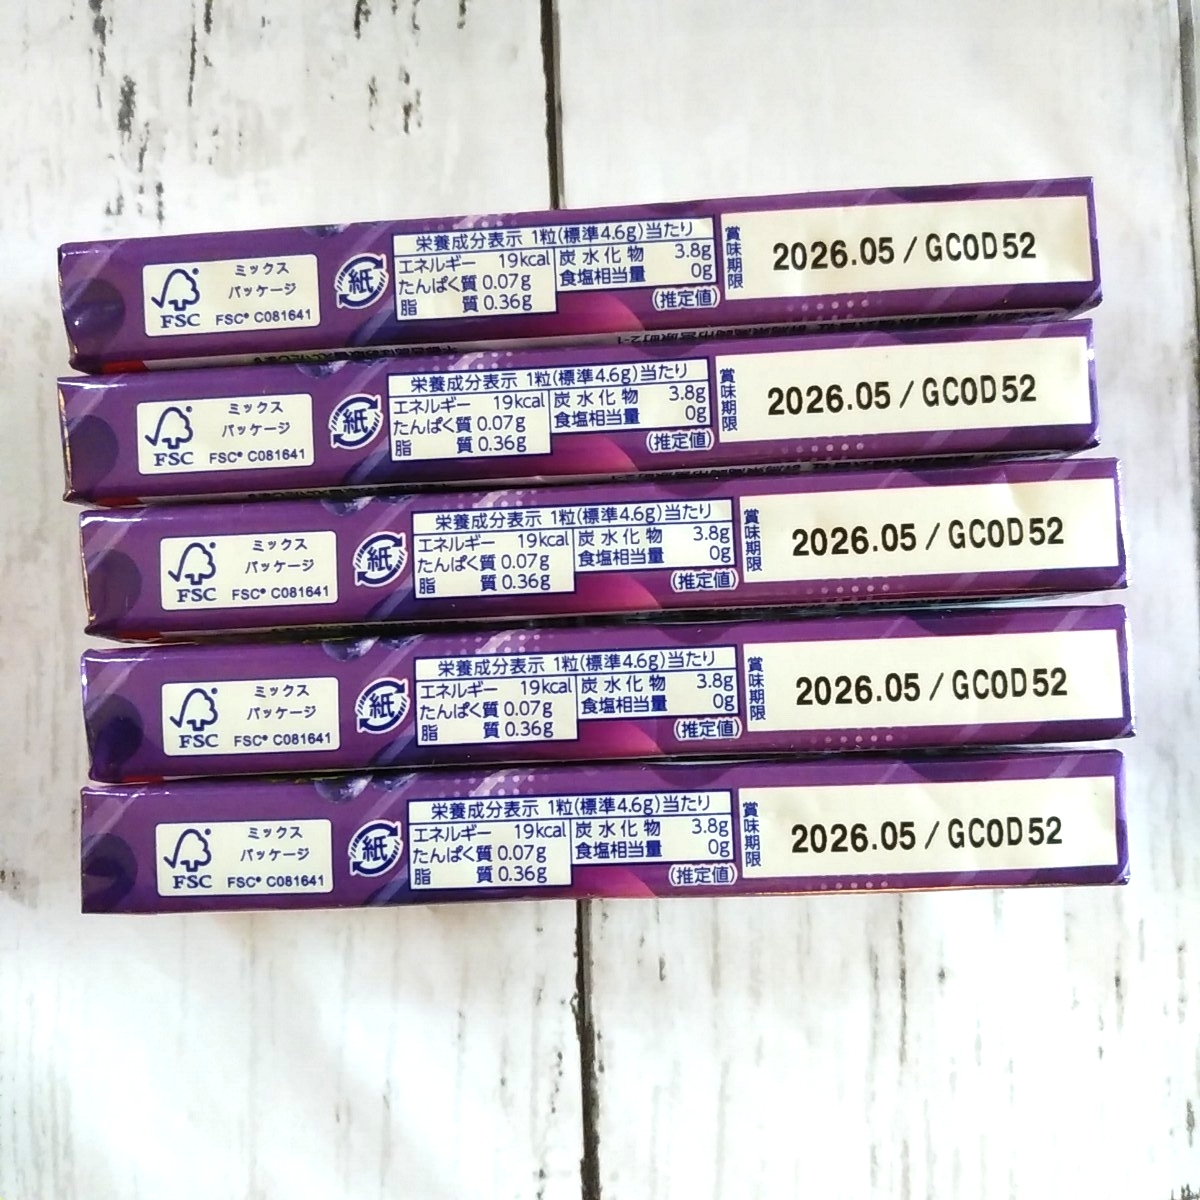 FSC
ミックス
パッケージ
FSC® C081641
紙
栄養成分表示 1粒(標準4.6g)当たり
エネルギー 19kcal
たんぱく質 0.07g
脂 質 0.36g
炭水化物 3.8g
食塩相当量 0g
(推定値)
賞味期限
2026.05 / GC0D52
FSC
ミックス
パッケージ
FSC® C081641
紙
栄養成分表示 1粒(標準4.6g)当たり
エネルギー 19kcal
たんぱく質 0.07g
脂 質 0.36g
炭水化物 3.8g
食塩相当量 0g
(推定値)
賞味期限
2026.05 / GC0D52
FSC
ミックス
パッケージ
FSC® C081641
紙
栄養成分表示 1粒(標準4.6g)当たり
エネルギー 19kcal
たんぱく質 0.07g
脂 質 0.36g
炭水化物 3.8g
食塩相当量 0g
(推定値)
賞味期限
2026.05 / GC0D52
FSC
ミックス
パッケージ
FSC® C081641
紙
栄養成分表示 1粒(標準4.6g)当たり
エネルギー 19kcal
たんぱく質 0.07g
脂 質 0.36g
炭水化物 3.8g
食塩相当量 0g
(推定値)
賞味期限
2026.05 / GC0D52
FSC
ミックス
パッケージ
FSC® C081641
紙
栄養成分表示 1粒(標準4.6g)当たり
エネルギー 19kcal
たんぱく質 0.07g
脂 質 0.36g
炭水化物 3.8g
食塩相当量 0g
(推定値)
賞味期限
2026.05 / GC0D52